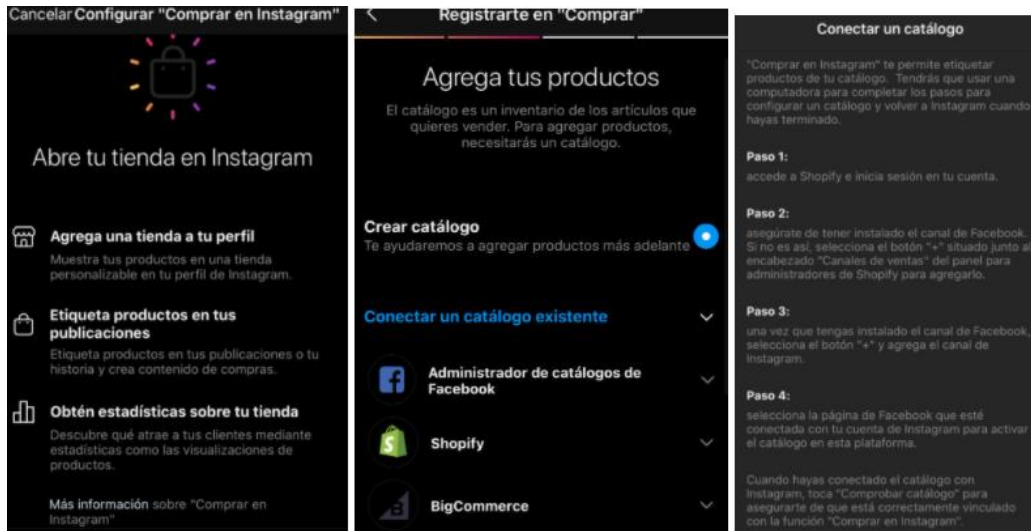 Cancelar Configurar "Comprar en Instagram"
Abre tu tienda en Instagram
Agrega una tienda a tu perfil
Muestra tus productos en una tienda
personalizable en tu perfil de Instagram.
Etiqueta productos en tus
publicaciones
Etiqueta productos en tus publicaciones o tu
historia y crea contenido de compras.
Obtén estadísticas sobre tu tienda
Descubre qué atrae a tus clientes mediante
estadísticas como las visualizaciones de
productos.
Más información sobre "Comprar en
Instagram"
Registrarte en "Comprar"
Agrega tus productos
El catálogo es un inventario de los artículos que
quieres vender. Para agregar productos,
necesitarás un catálogo.
Crear catálogo
Te ayudaremos a agregar productos más adelante
Conectar un catálogo existente
Administrador de catálogos de
Facebook
Shopify
BigCommerce
Conectar un catálogo
"Comprar en Instagram" te permite etiquetar
productos de tu catálogo. Tendrás que usar una
computadora para completar los pasos para
configurar un catálogo y volver a Instagram cuando
hayas terminado.
Paso 1:
accede a Shopify e inicia sesión en tu cuenta.
Paso 2:
asegúrate de tener instalado el canal de Facebook.
Si no es así, selecciona el botón "+" situado junto al
encabezado "Canales de ventas" del panel para
administradores de Shopify para agregarlo.
Paso 3:
una vez que tengas instalado el canal de Facebook,
selecciona el botón "+" y agrega el canal de
Instagram.
Paso 4:
selecciona la página de Facebook que esté
conectada con tu cuenta de Instagram para activar
el catálogo en esta plataforma.
Cuando hayas conectado el catálogo con
Instagram, toca "Comprobar catálogo" para
asegurarte de que está correctamente vinculado
con la función "Comprar en Instagram".